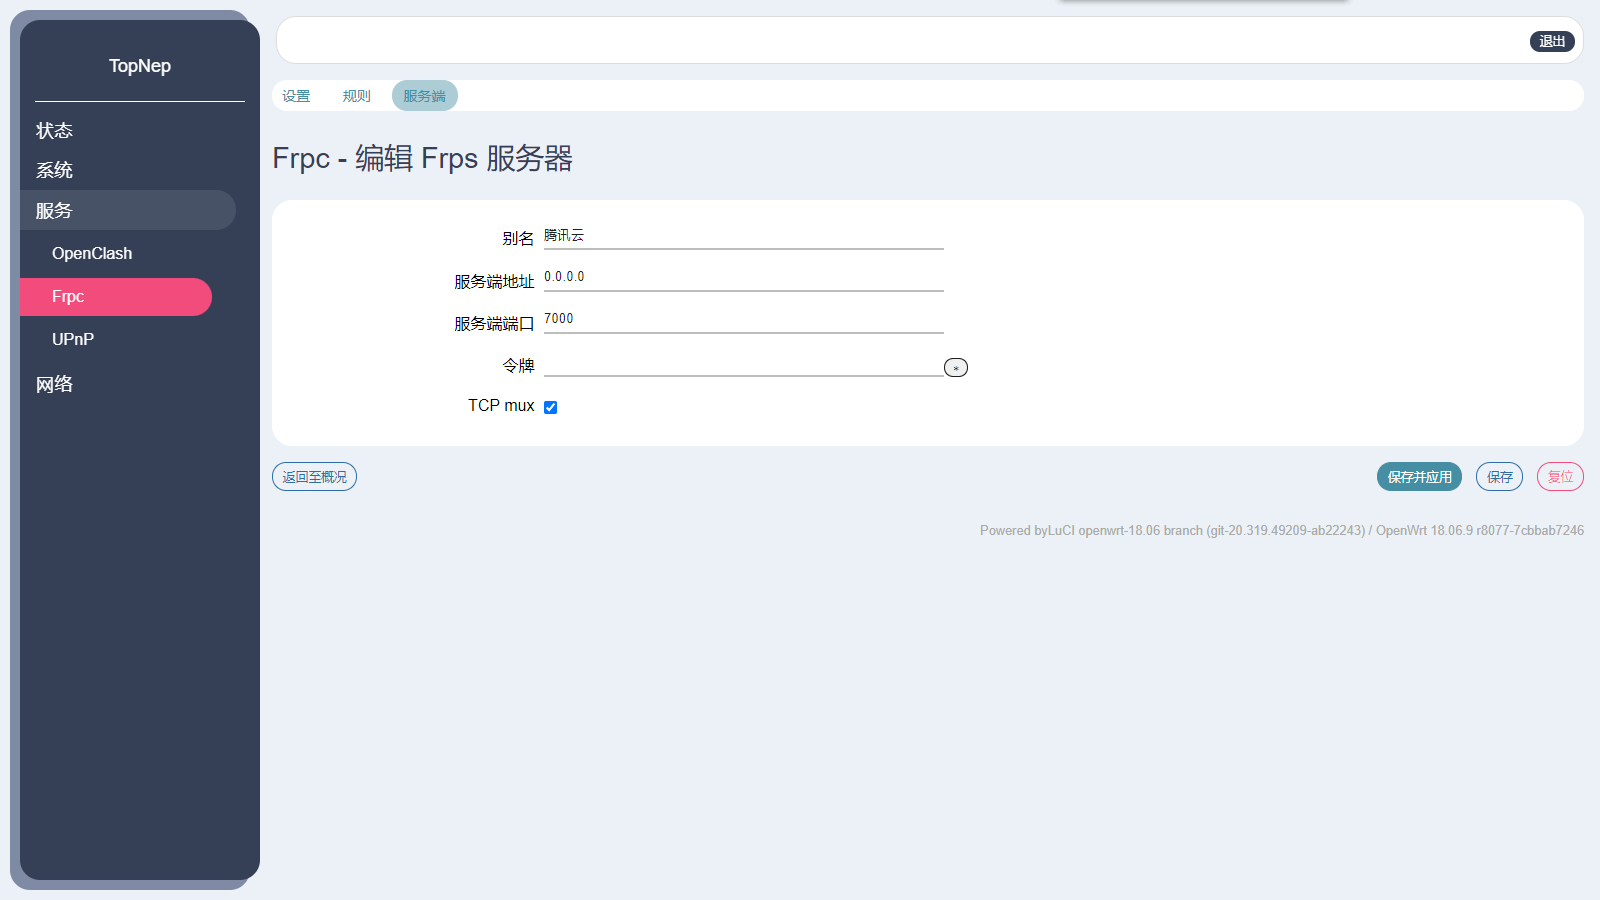 TopNep
状态
系统
服务
OpenClash
Frpc
UPnP
网络
退出
设置 规则 服务端
Frpc - 编辑 Frps 服务器
别名 腾讯云
服务端地址 0.0.0.0
服务端端口 7000
令牌 *
TCP mux
返回至概况 保存并应用 保存 复位
Powered byLuCI openwrt-18.06 branch (git-20.319.49209-ab22243) / OpenWrt 18.06.9 r8077-7cbbab7246